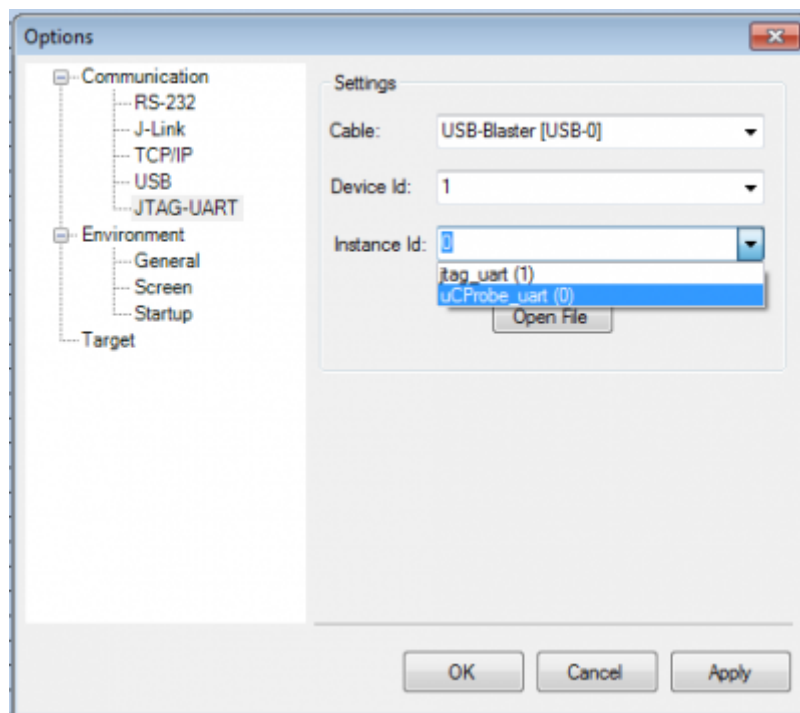 Options
Communication
RS-232
J-Link
TCP/IP
USB
JTAG-UART
Environment
General
Screen
Startup
Target
Settings
Cable: USB-Blaster [USB-0]
Device Id: 1
Instance Id: 0
jtag_uart (1)
uCProbe_uart (0)
Open File
OK Cancel Apply